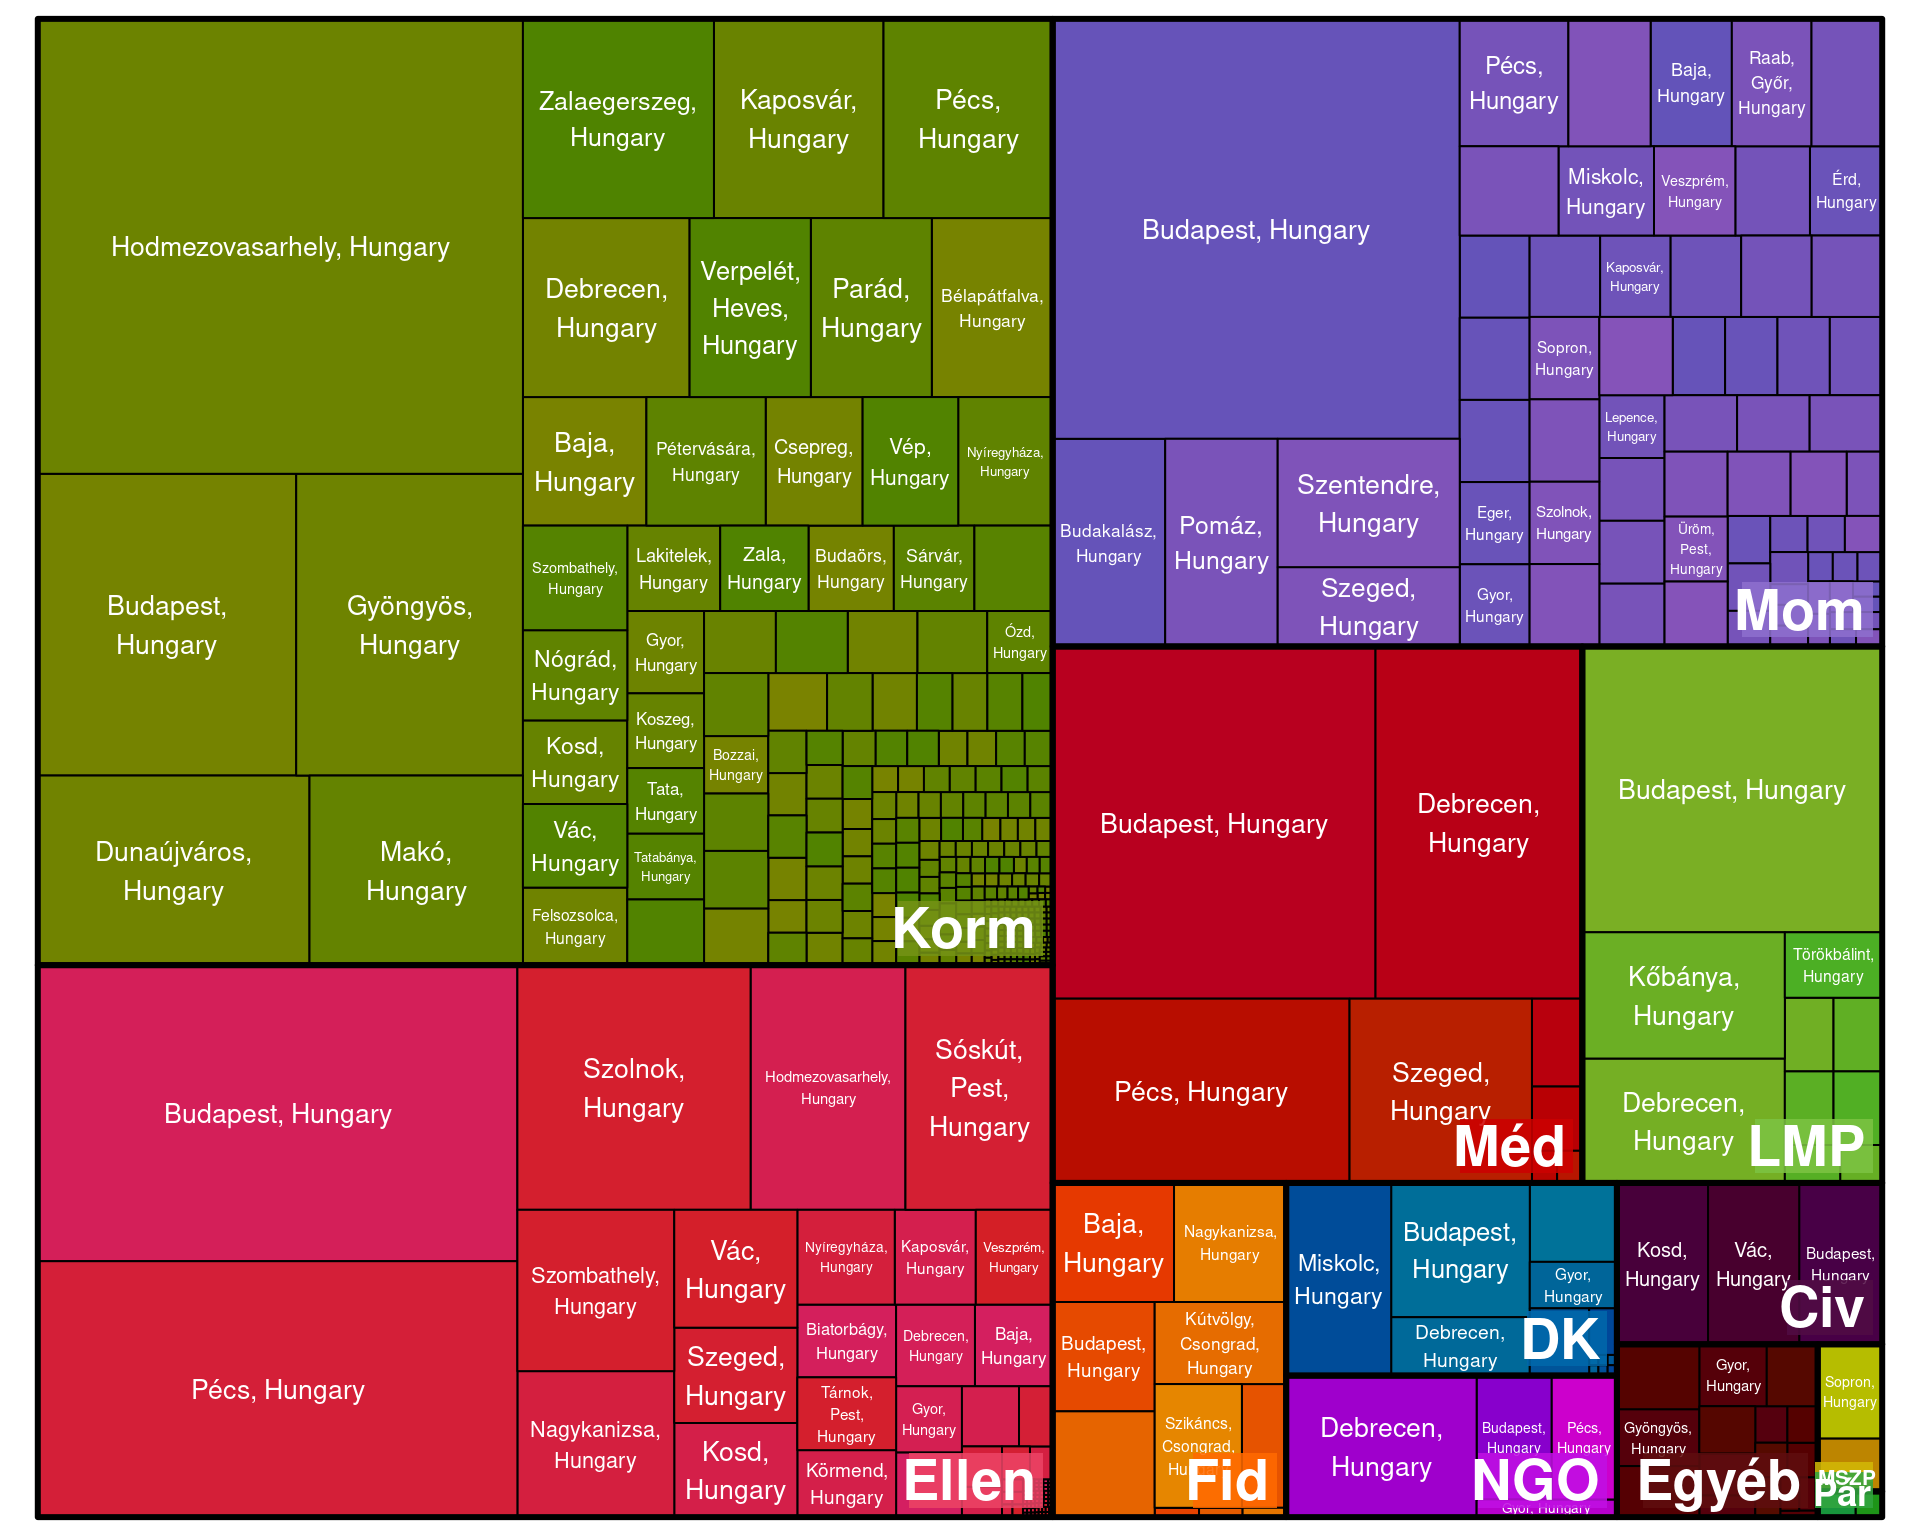 Hodmezovasarhely, Hungary
Budapest,
Hungary
Gyöngyös,
Hungary
Dunaújváros,
Hungary
Makó,
Hungary
Zalaegerszeg,
Hungary
Kaposvár,
Hungary
Pécs,
Hungary
Debrecen,
Hungary
Verpelét,
Heves,
Hungary
Parád,
Hungary
Bélapátfalva,
Hungary
Baja,
Hungary
Pétervására,
Hungary
Csepreg,
Hungary
Vép,
Hungary
Nyíregyháza,
Hungary
Szombathely,
Hungary
Lakitelek,
Hungary
Zala,
Hungary
Budaörs,
Hungary
Sárvár,
Hungary
Nógrád,
Hungary
Kosd,
Hungary
Vác,
Hungary
Felsozsolca,
Hungary
Gyor,
Hungary
Koszeg,
Hungary
Tata,
Hungary
Tatabánya,
Hungary
Ózd,
Hungary
Bozzai,
Hungary
Korm
Budapest, Hungary
Budakalász,
Hungary
Pomáz,
Hungary
Szentendre,
Hungary
Szeged,
Hungary
Pécs,
Hungary
Baja,
Hungary
Raab,
Győr,
Hungary
Miskolc,
Hungary
Veszprém,
Hungary
Érd,
Hungary
Kaposvár,
Hungary
Sopron,
Hungary
Lepence,
Hungary
Eger,
Hungary
Szolnok,
Hungary
Gyor,
Hungary
Üröm,
Pest,
Hungary
Mom
Budapest, Hungary
Pécs, Hungary
Szolnok,
Hungary
Hodmezovasarhely,
Hungary
Sóskút,
Pest,
Hungary
Szombathely,
Hungary
Nagykanizsa,
Hungary
Vác,
Hungary
Szeged,
Hungary
Kosd,
Hungary
Nyíregyháza,
Hungary
Kaposvár,
Hungary
Veszprém,
Hungary
Biatorbágy,
Hungary
Debrecen,
Hungary
Baja,
Hungary
Tárnok,
Pest,
Hungary
Gyor,
Hungary
Körmend,
Hungary
Ellen
Budapest, Hungary
Debrecen,
Hungary
Pécs, Hungary
Szeged,
Hungary
Méd
Budapest, Hungary
Kőbánya,
Hungary
Debrecen,
Hungary
Törökbálint,
Hungary
LMP
Baja,
Hungary
Nagykanizsa,
Hungary
Budapest,
Hungary
Kútvölgy,
Csongrad,
Hungary
Szikáncs,
Csongrad,
Fid
Miskolc,
Hungary
Budapest,
Hungary
Gyor,
Hungary
Debrecen,
Hungary
DK
Debrecen,
Hungary
Budapest,
Hungary
Pécs,
Hungary
Gyor, Hungary
NGO
Kosd,
Hungary
Vác,
Hungary
Budapest,
Hungary
Civ
Gyor,
Hungary
Gyöngyös,
Hungary
Egyéb
Sopron,
Hungary
MSZP
Par